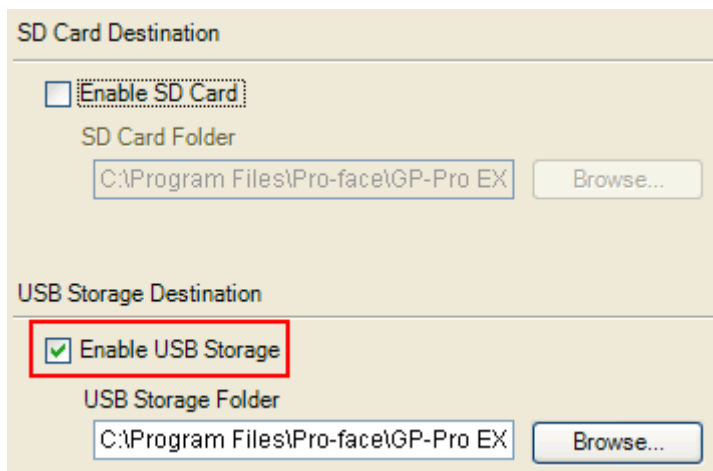 SD Card Destination
Enable SD Card
SD Card Folder
C:\Program Files\Pro-face\GP-Pro EX
Browse...
USB Storage Destination
Enable USB Storage
USB Storage Folder
C:\Program Files\Pro-face\GP-Pro EX
Browse...